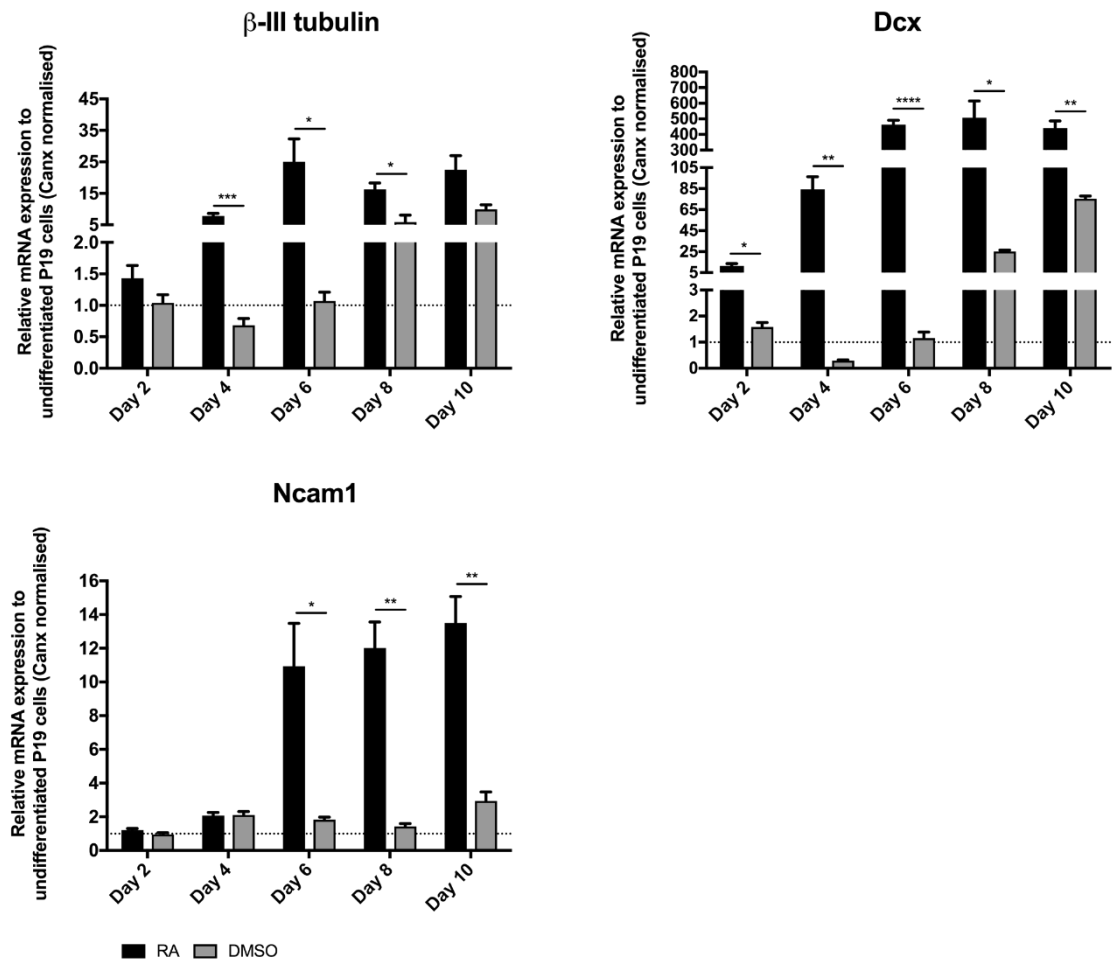 β-III tubulin
Relative mRNA expression to
undifferentiated P19 cells (Canx normalised)
45
35
25
15
5
2.0
1.5
1.0
0.5
0.0
*
*
***
Day 2
Day 4
Day 6
Day 8
Day 10
Dcx
Relative mRNA expression to
undifferentiated P19 cells (Canx normalised)
800
700
600
500
400
300
105
85
65
45
25
5
3
2
1
0
*
**
****
*
**
Day 2
Day 4
Day 6
Day 8
Day 10
Ncam1
Relative mRNA expression to
undifferentiated P19 cells (Canx normalised)
16
14
12
10
8
6
4
2
0
*
**
**
Day 2
Day 4
Day 6
Day 8
Day 10
RA DMSO